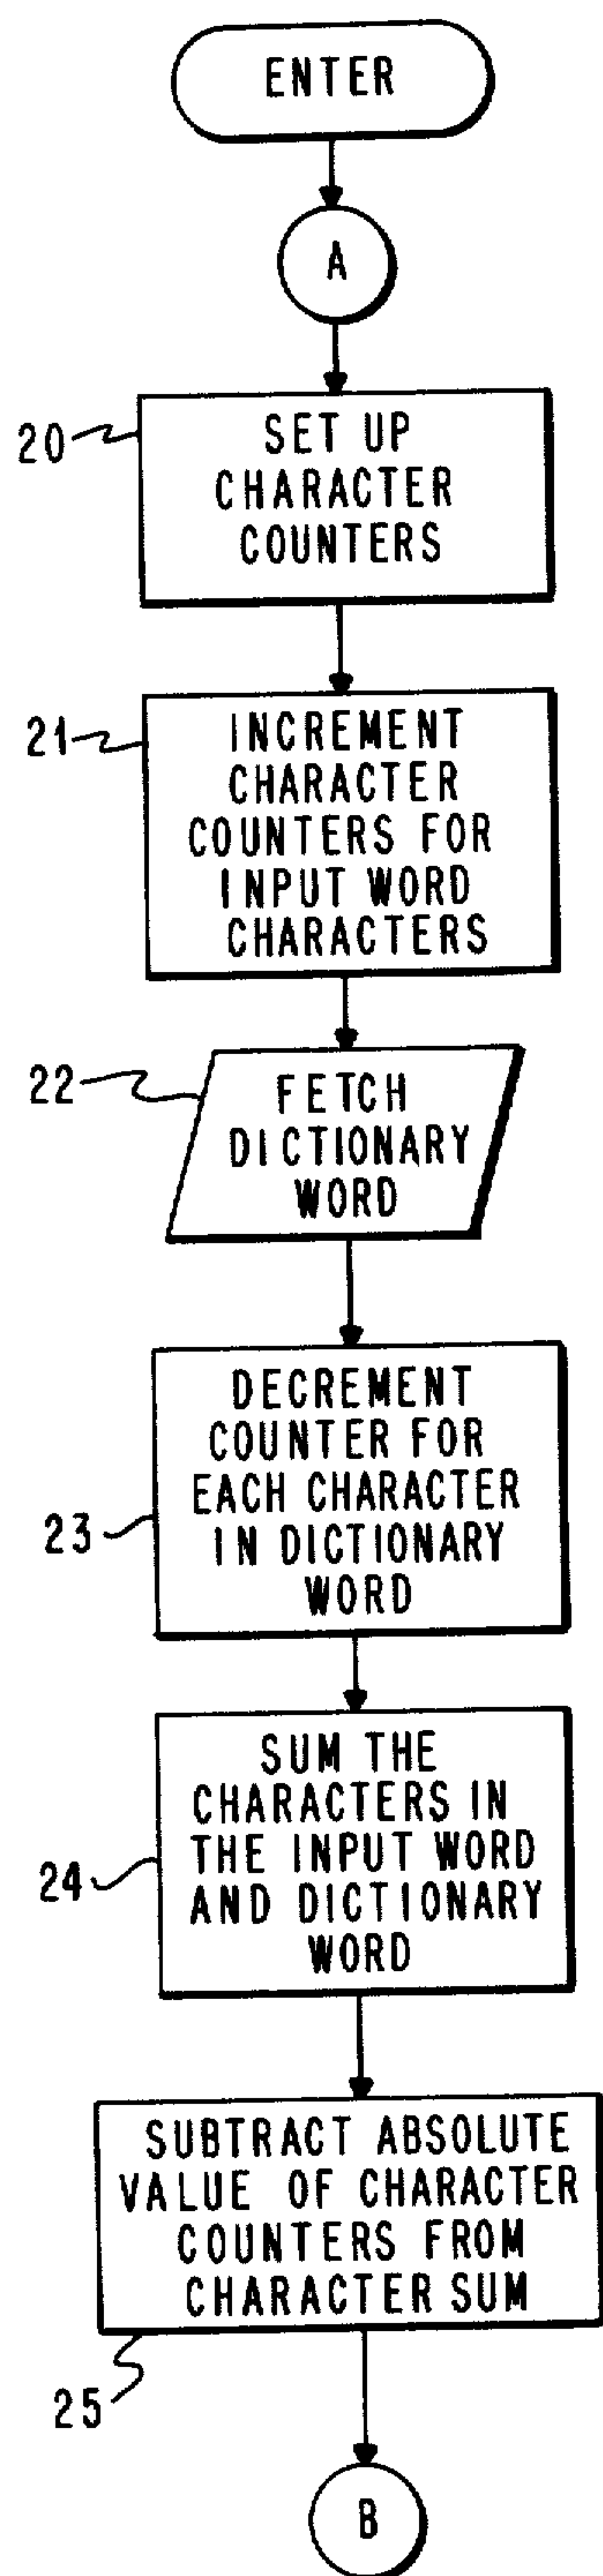 ENTER
A
20
SET UP
CHARACTER
COUNTERS
21
INCREMENT
CHARACTER
COUNTERS FOR
INPUT WORD
CHARACTERS
22
FETCH
DICTIONARY
WORD
23
DECREMENT
COUNTER FOR
EACH CHARACTER
IN DICTIONARY
WORD
24
SUM THE
CHARACTERS IN
THE INPUT WORD
AND DICTIONARY
WORD
SUBTRACT ABSOLUTE
VALUE OF CHARACTER
COUNTERS FROM
CHARACTER SUM
25
B